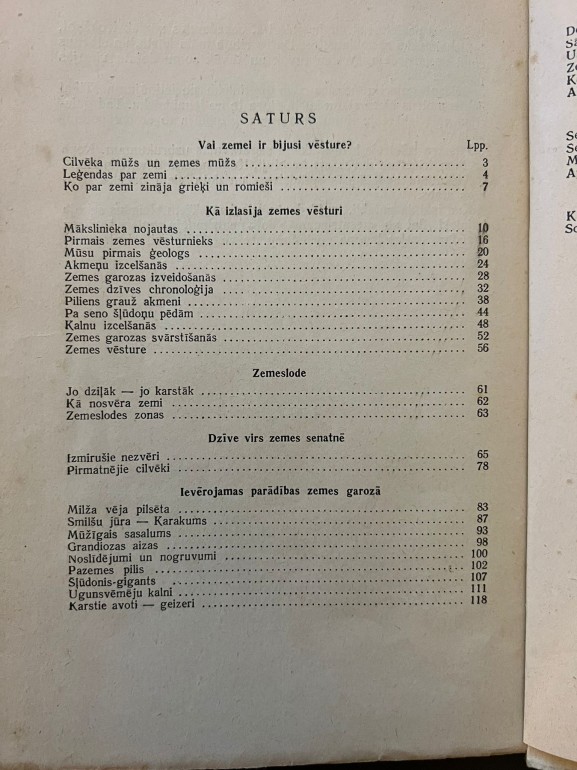 SATURS
Vai zemei ir bijusi vēsture? Lpp.
Cilvēka mūžs un zemes mūžs 3
Leģendas par zemi 4
Ko par zemi zināja grieķi un romieši 7
Kā izlasīja zemes vēsturi
Mākslinieka nojautas 10
Pirmais zemes vēsturnieks 16
Mūsu pirmais ģeologs 20
Akmeņu izcelšanās 24
Zemes garozas izveidošanās 28
Zemes dzīves chronoloģija 32
Piliens grauž akmeni 38
Pa seno šļūdoņu pēdām 44
Kalnu izcelšanās 48
Zemes garozas svārstīšanās 52
Zemes vēsture 56
Zemeslode
Jo dziļāk — jo karstāk 61
Kā nosvēra zemi 62
Zemeslodes zonas 63
Dzīve virs zemes senatnē
Izmirušie nezvēri 65
Pirmatnējie cilvēki 78
Ievērojamas parādības zemes garozā
Milža vēja pilsēta 83
Smilšu jūra — Karakums 87
Mūžīgais sasalums 93
Grandiozas aizas 98
Noslīdējumi un nogruvumi 100
Pazemes pilis 102
Šļūdonis-gigants 107
Ugunsvēmēju kalni 111
Karstie avoti — geizeri 118